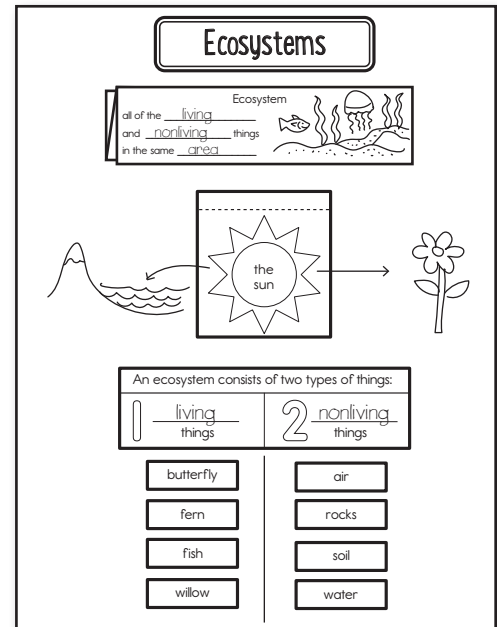 Ecosystems
Ecosystem
all of the living
and nonliving things
in the same area
the
sun
An ecosystem consists of two types of things:
1 living
things
2 nonliving
things
butterfly
fern
fish
willow
air
rocks
soil
water